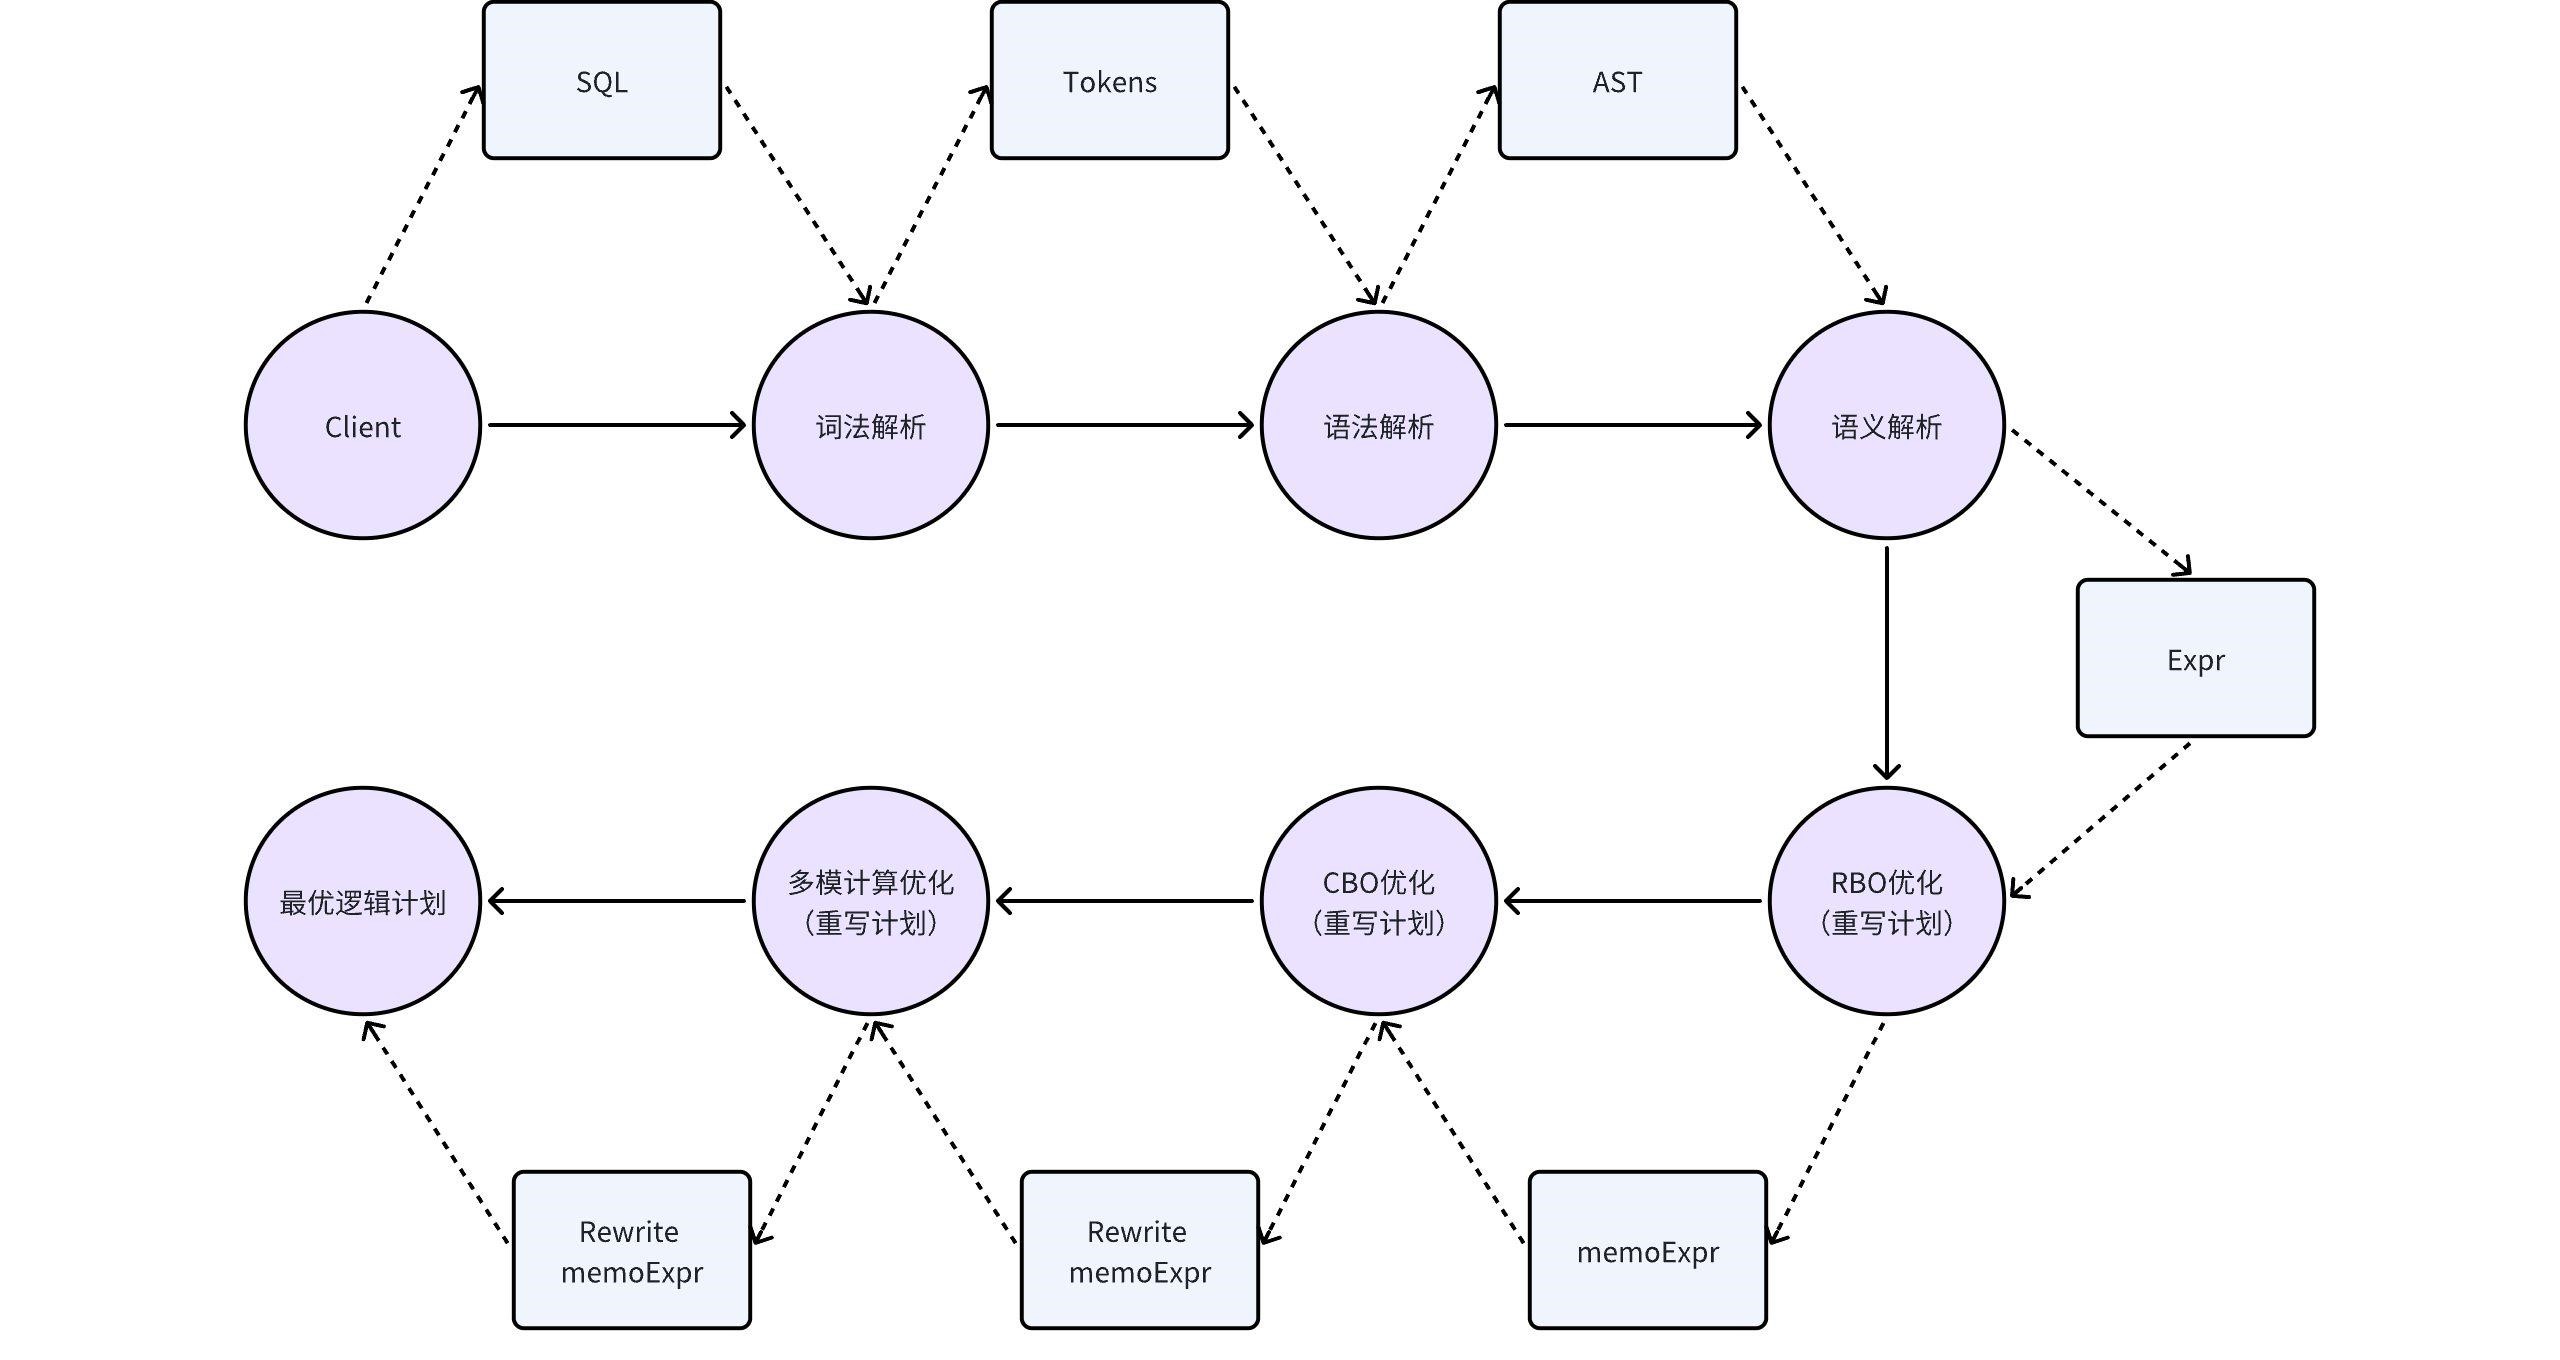 SQL
Tokens
AST
Client
词法解析
语法解析
语义解析
Expr
最优逻辑计划
多模计算优化
（重写计划）
CBO优化
（重写计划）
RBO优化
（重写计划）
Rewrite
memoExpr
Rewrite
memoExpr
memoExpr